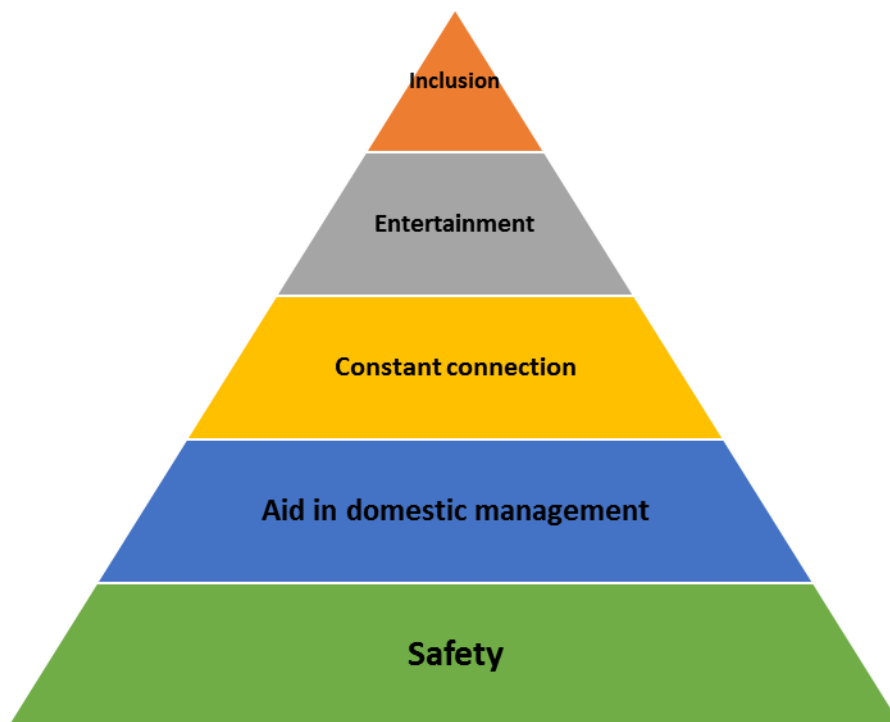 Inclusion
Entertainment
Constant connection
Aid in domestic management
Safety